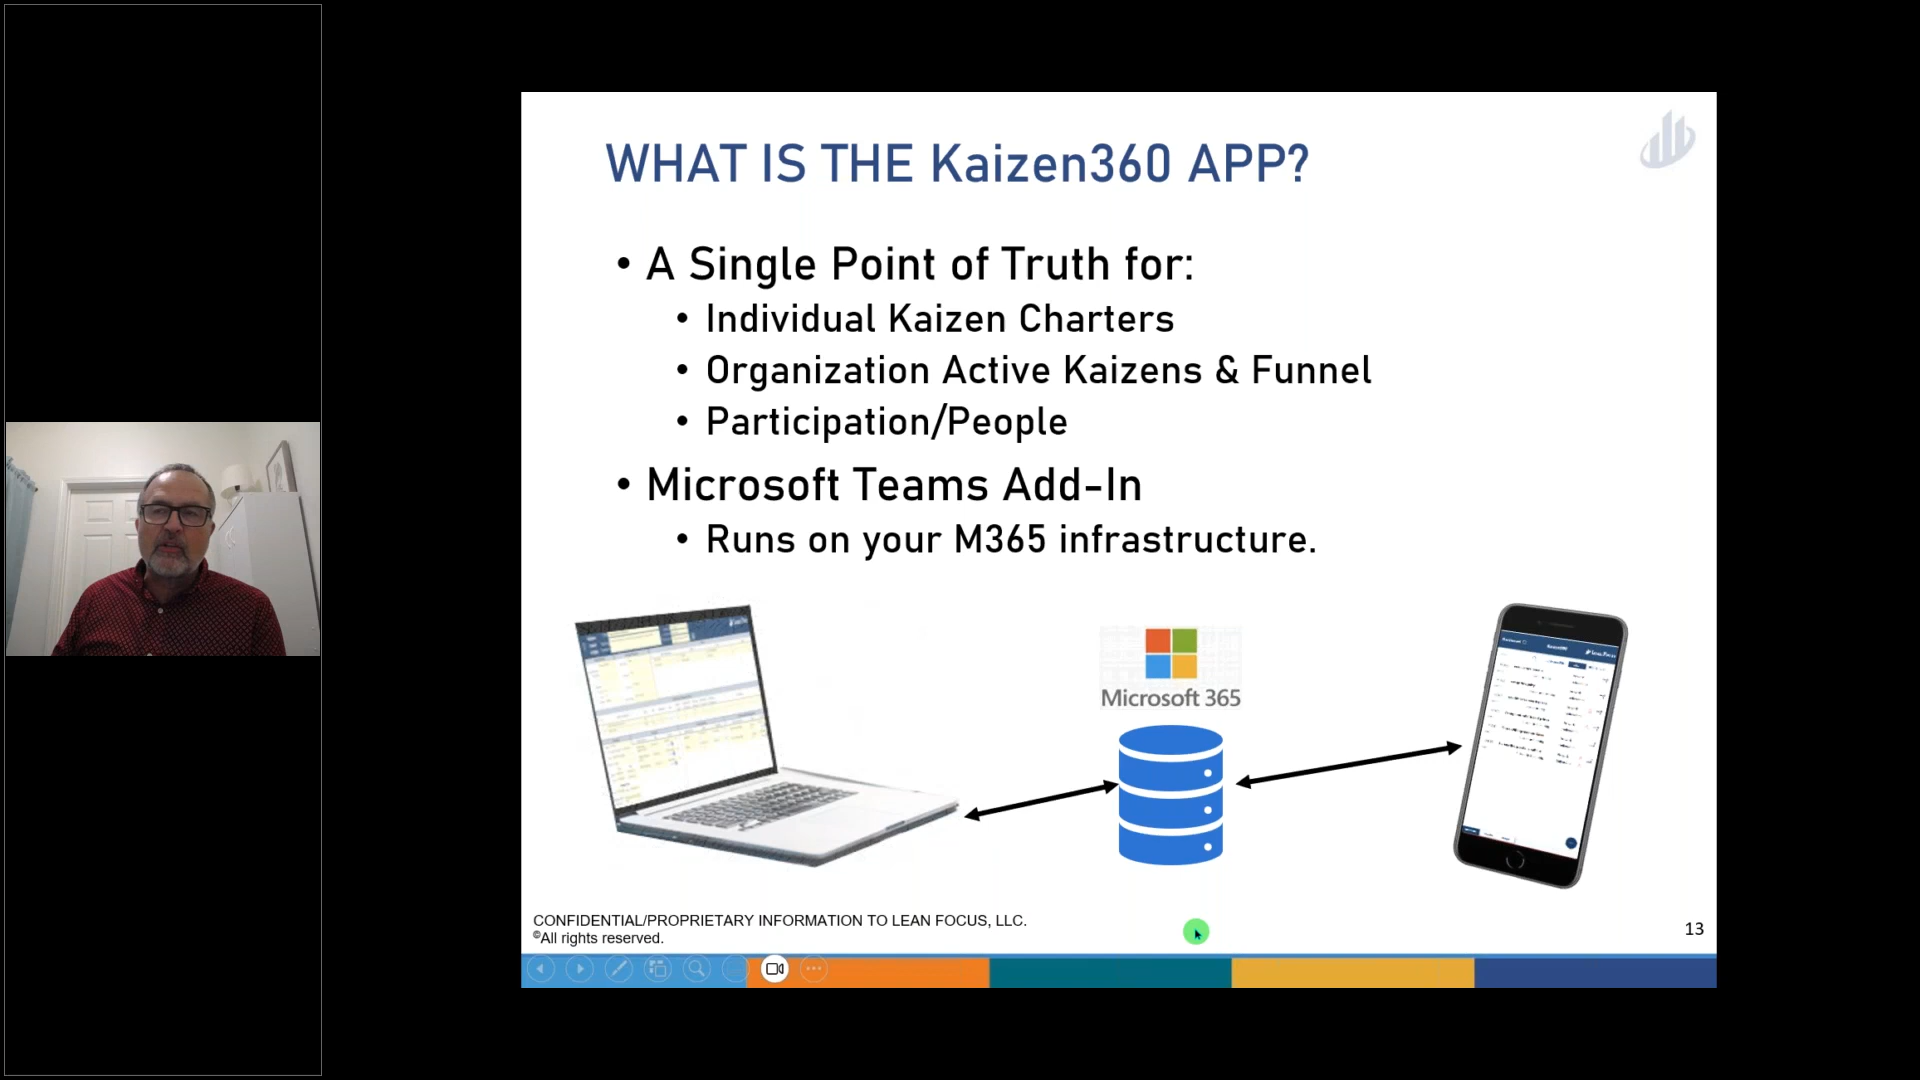 WHAT IS THE Kaizen360 APP?
• A Single Point of Truth for:
• Individual Kaizen Charters
• Organization Active Kaizens & Funnel
• Participation/People
• Microsoft Teams Add-In
• Runs on your M365 infrastructure.
Microsoft 365
CONFIDENTIAL/PROPRIETARY INFORMATION TO LEAN FOCUS, LLC.
©All rights reserved.
13